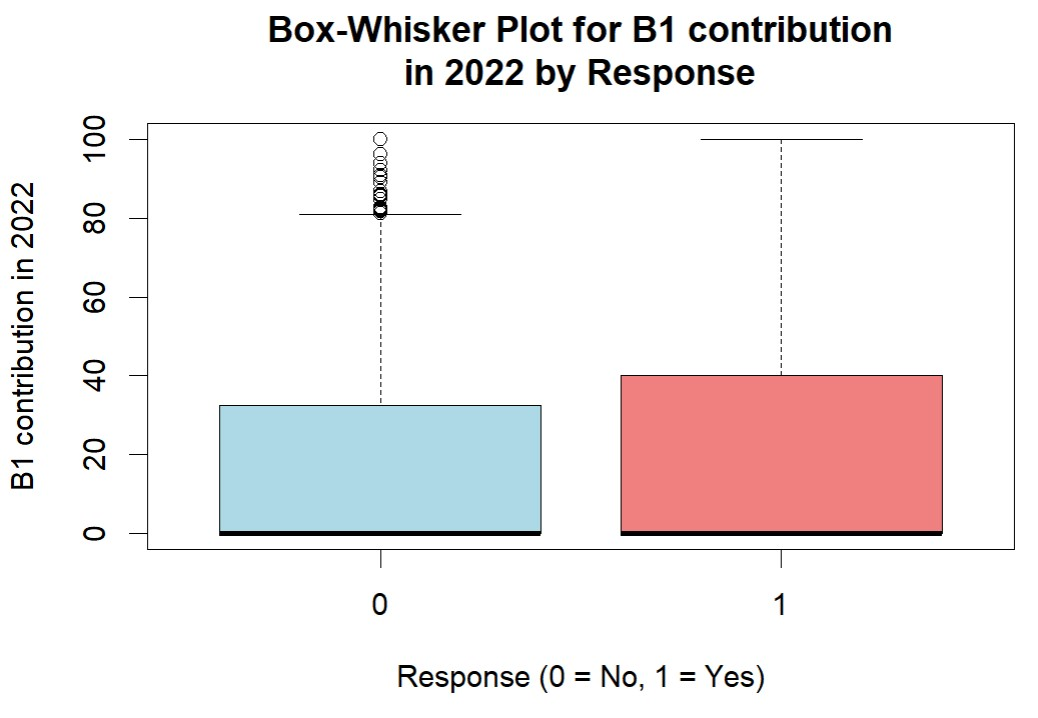 Box-Whisker Plot for B1 contribution
in 2022 by Response
B1 contribution in 2022
100
80
60
40
20
0
0
1
Response (0 = No, 1 = Yes)